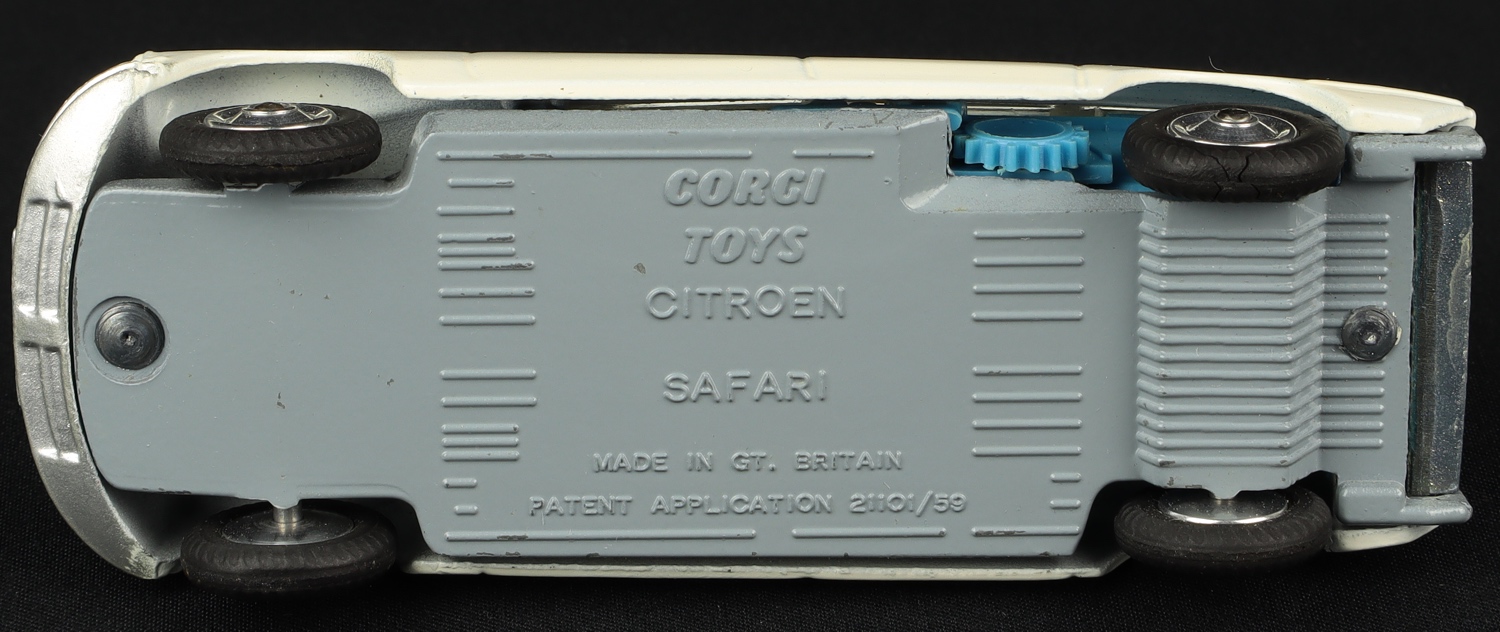 CORGI
TOYS
CITROEN
SAFARI
MADE IN GT. BRITAIN
PATENT APPLICATION 21101/59